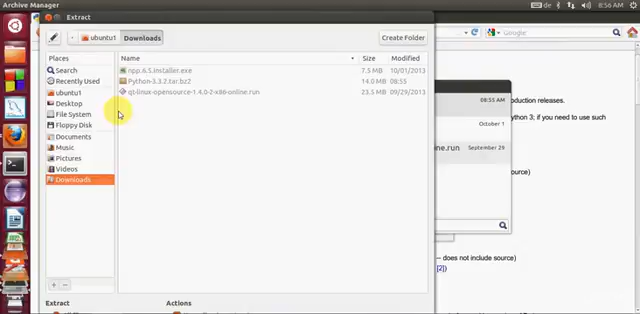 Archive Manager
de
8:56 AM
Extract
ubuntu1
Downloads
Create Folder
Google
Places
Name
Size
Modified
Search
npp.6.5.Installer.exe
7.5 MB
10/01/2013
Recently Used
Python-3.3.2.tar.bz2
14.0 MB
08:55
ubuntu1
qt-linux-opensource-1.4.0-2-x86-online.run
23.5 MB
09/29/2013
Desktop
08:55 AM
oduction releases.
File System
ython 3; if you need to use such
Floppy Disk
October 1
Documents
Music
ne.run
September 29
Pictures
Videos
ource)
Downloads
— does not include source)
[2])
Extract
Actions